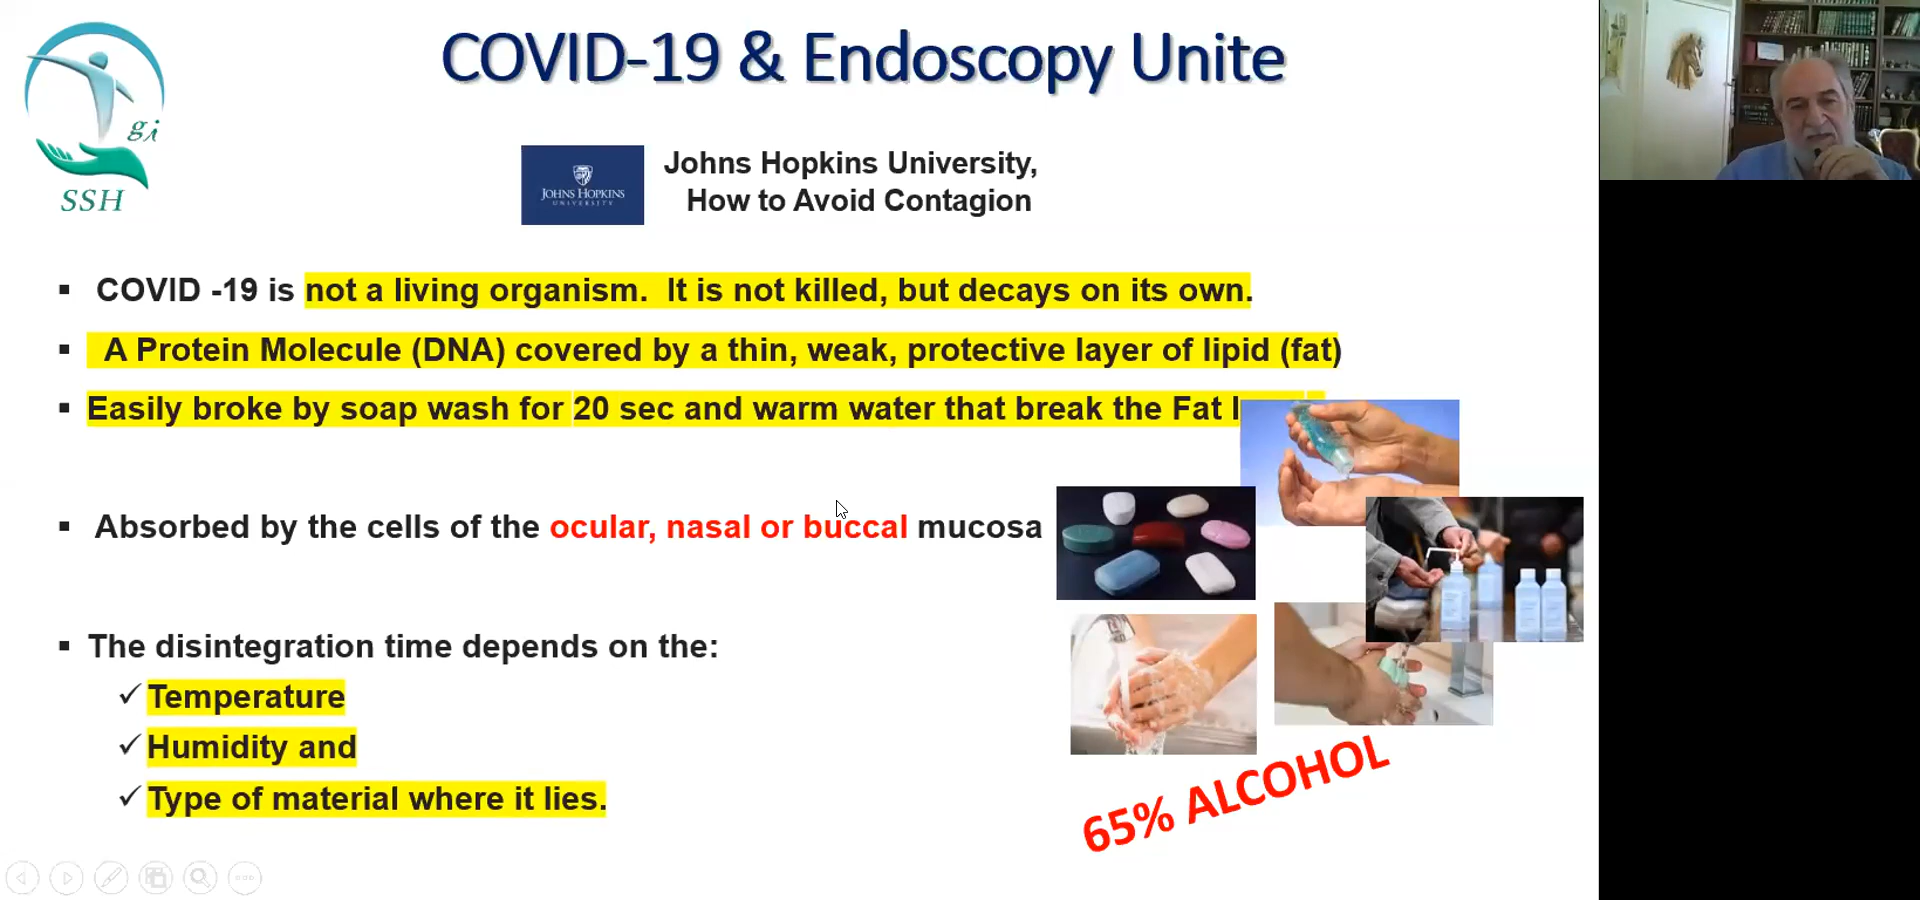 COVID-19 & Endoscopy Unite
gi
SSH
JOHNS HOPKINS
UNIVERSITY
Johns Hopkins University,
How to Avoid Contagion
▪ COVID -19 is not a living organism. It is not killed, but decays on its own.
▪ A Protein Molecule (DNA) covered by a thin, weak, protective layer of lipid (fat)
▪ Easily broke by soap wash for 20 sec and warm water that break the Fat
▪ Absorbed by the cells of the ocular, nasal or buccal mucosa
▪ The disintegration time depends on the:
✓ Temperature
✓ Humidity and
✓ Type of material where it lies.
65% ALCOHOL